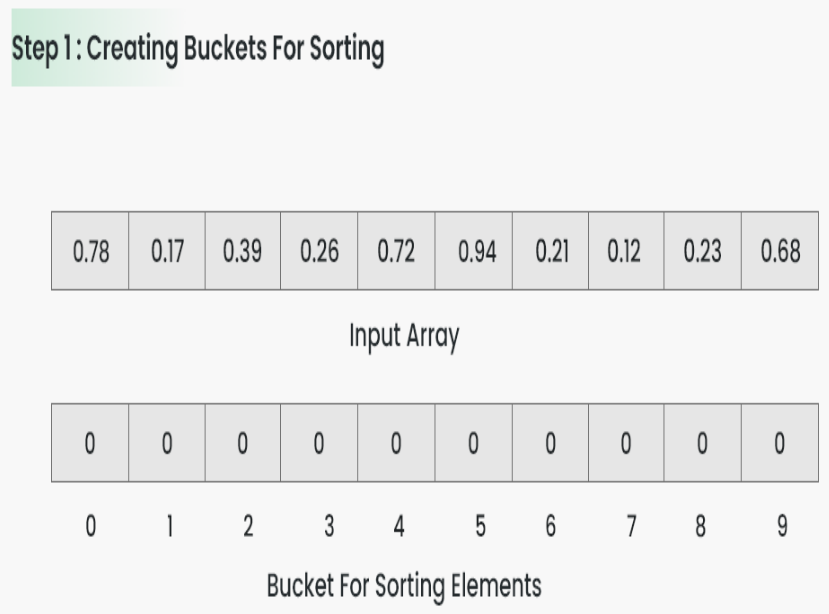 Step 1 : Creating Buckets For Sorting
0.78 0.17 0.39 0.26 0.72 0.94 0.21 0.12 0.23 0.68
Input Array
0 0 0 0 0 0 0 0 0 0
0 1 2 3 4 5 6 7 8 9
Bucket For Sorting Elements